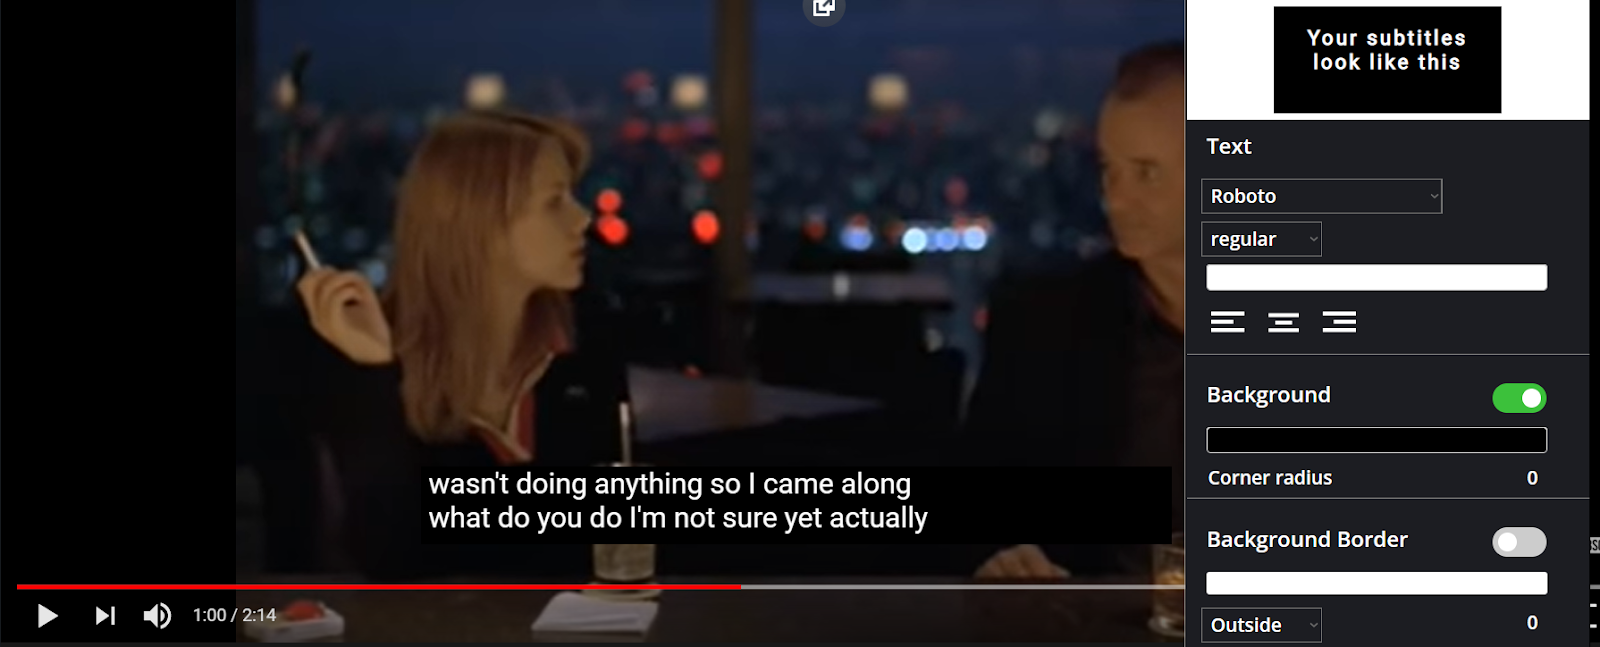 Your subtitles
look like this
Text
Roboto
regular
Background
Corner radius 0
Background Border
Outside 0
wasn't doing anything so I came along
what do you do I'm not sure yet actually
1:00 / 2:14